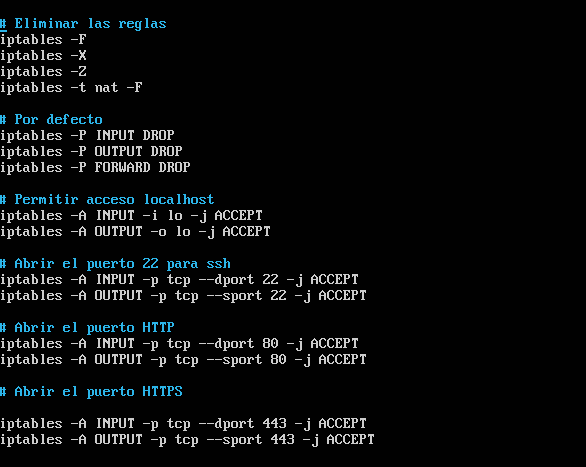 # Eliminar las reglas
iptables -F
iptables -X
iptables -Z
iptables -t nat -F
# Por defecto
iptables -P INPUT DROP
iptables -P OUTPUT DROP
iptables -P FORWARD DROP
# Permitir acceso localhost
iptables -A INPUT -i lo -j ACCEPT
iptables -A OUTPUT -o lo -j ACCEPT
# Abrir el puerto 22 para ssh
iptables -A INPUT -p tcp --dport 22 -j ACCEPT
iptables -A OUTPUT -p tcp --sport 22 -j ACCEPT
# Abrir el puerto HTTP
iptables -A INPUT -p tcp --dport 80 -j ACCEPT
iptables -A OUTPUT -p tcp --sport 80 -j ACCEPT
# Abrir el puerto HTTPS
iptables -A INPUT -p tcp --dport 443 -j ACCEPT
iptables -A OUTPUT -p tcp --sport 443 -j ACCEPT